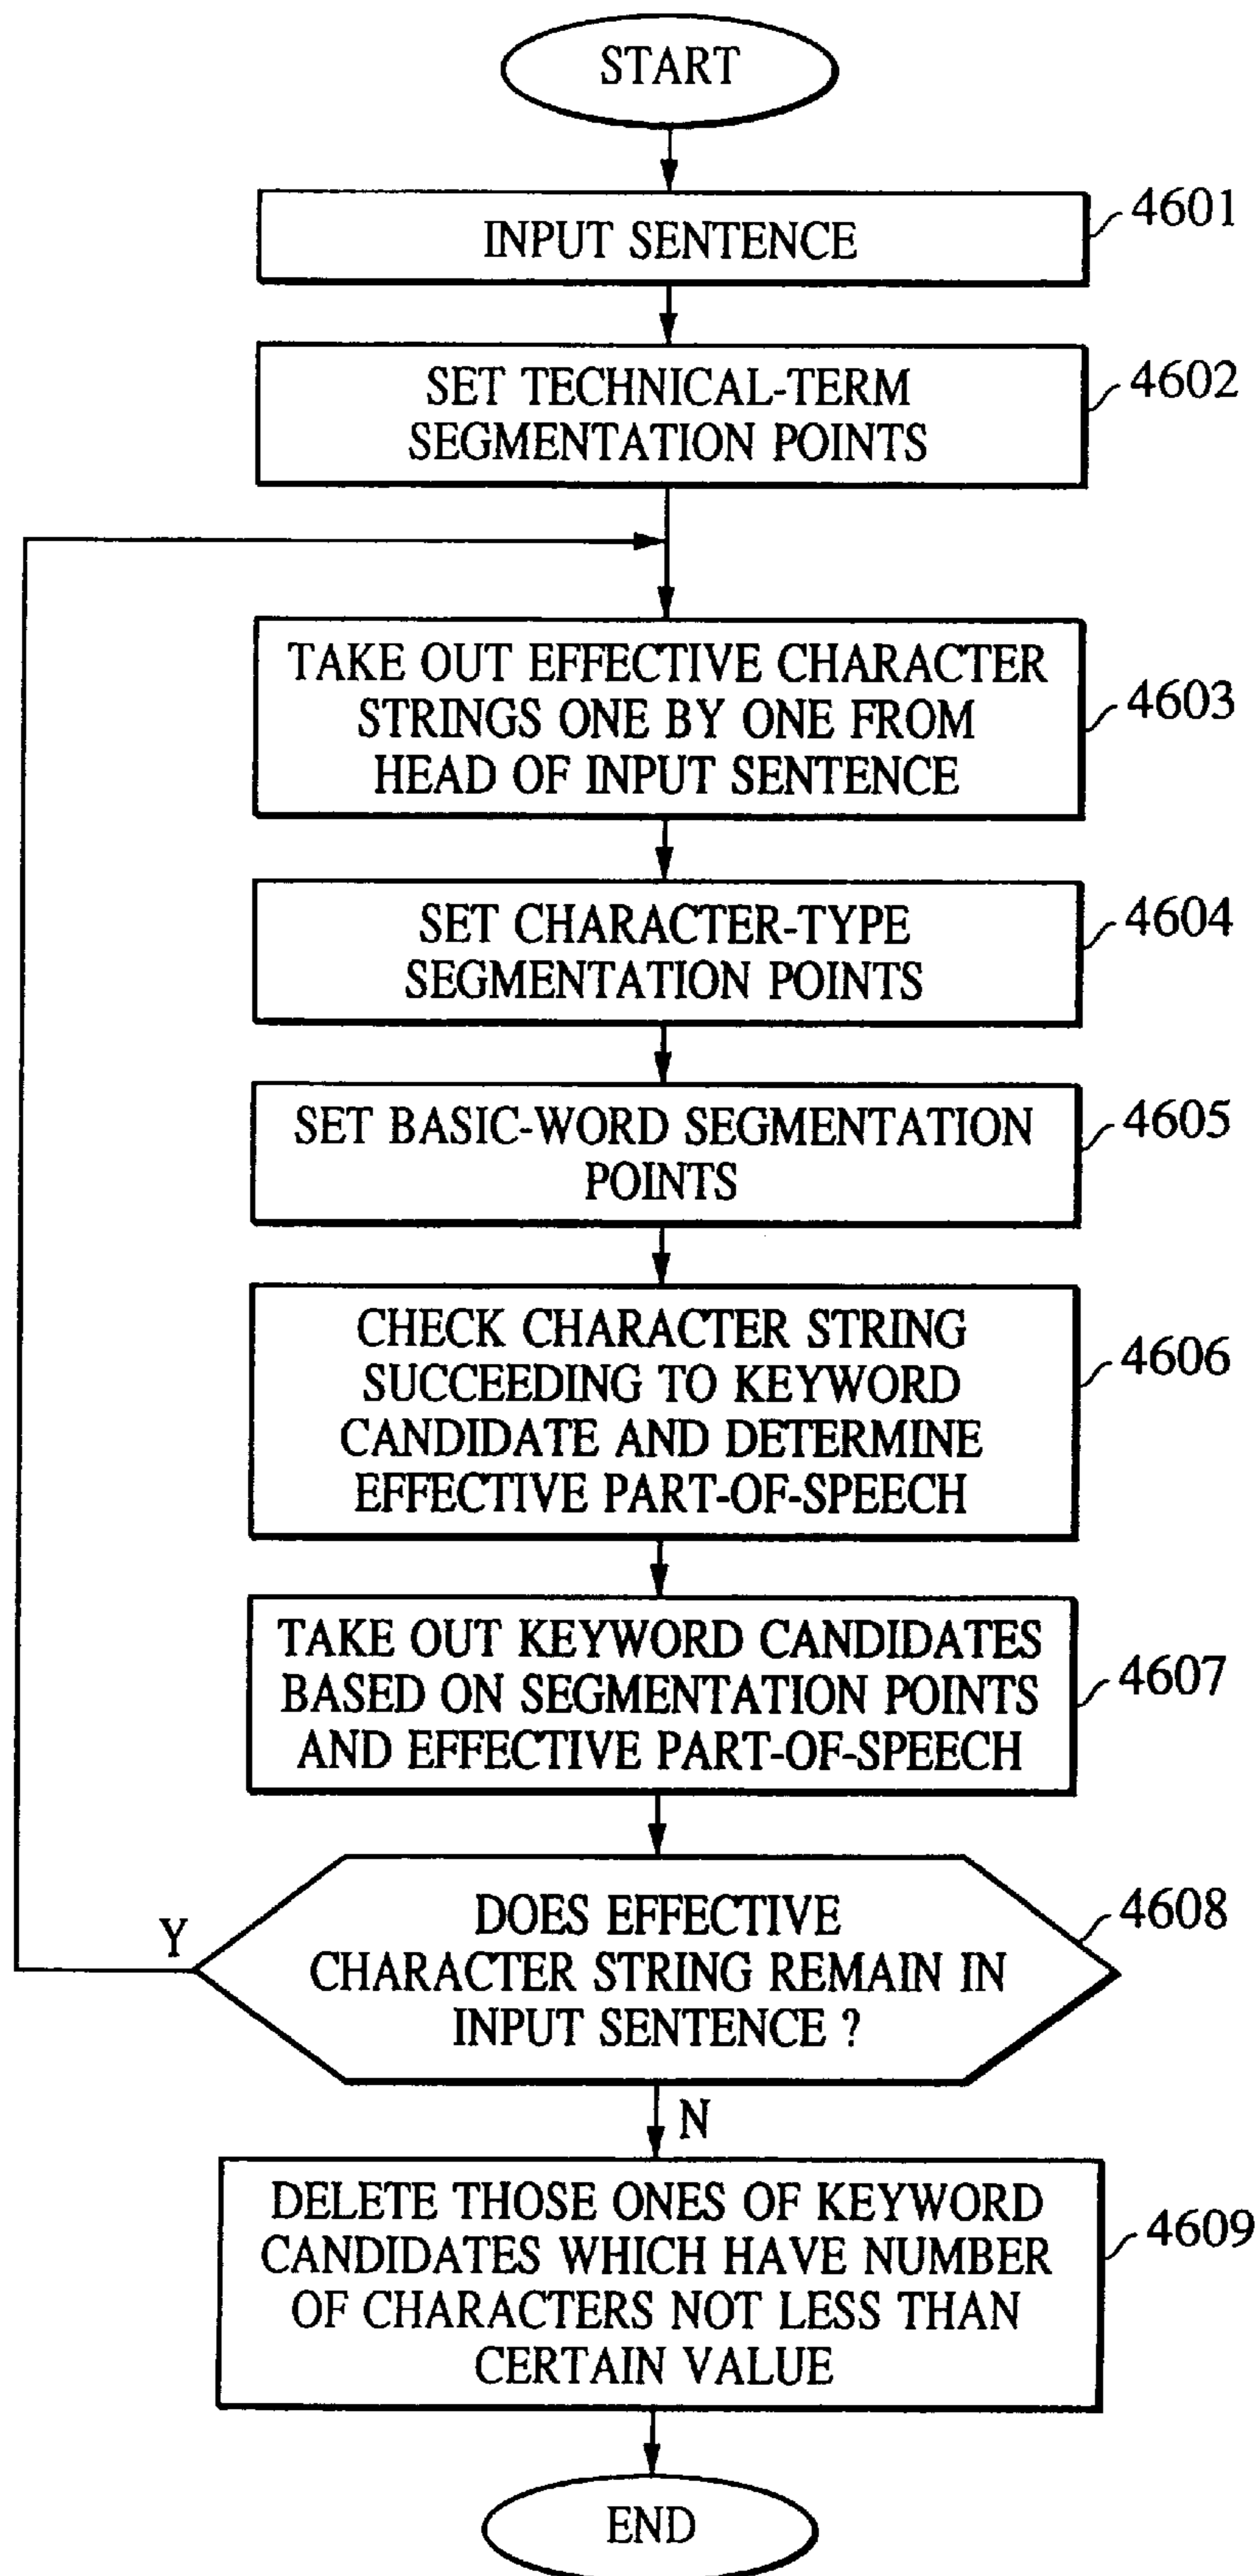 START
INPUT SENTENCE
4601
SET TECHNICAL-TERM
SEGMENTATION POINTS
4602
TAKE OUT EFFECTIVE CHARACTER
STRINGS ONE BY ONE FROM
HEAD OF INPUT SENTENCE
4603
SET CHARACTER-TYPE
SEGMENTATION POINTS
4604
SET BASIC-WORD SEGMENTATION
POINTS
4605
CHECK CHARACTER STRING
SUCCEEDING TO KEYWORD
CANDIDATE AND DETERMINE
EFFECTIVE PART-OF-SPEECH
4606
TAKE OUT KEYWORD CANDIDATES
BASED ON SEGMENTATION POINTS
AND EFFECTIVE PART-OF-SPEECH
4607
Y
DOES EFFECTIVE
CHARACTER STRING REMAIN IN
INPUT SENTENCE ?
4608
N
DELETE THOSE ONES OF KEYWORD
CANDIDATES WHICH HAVE NUMBER
OF CHARACTERS NOT LESS THAN
CERTAIN VALUE
4609
END